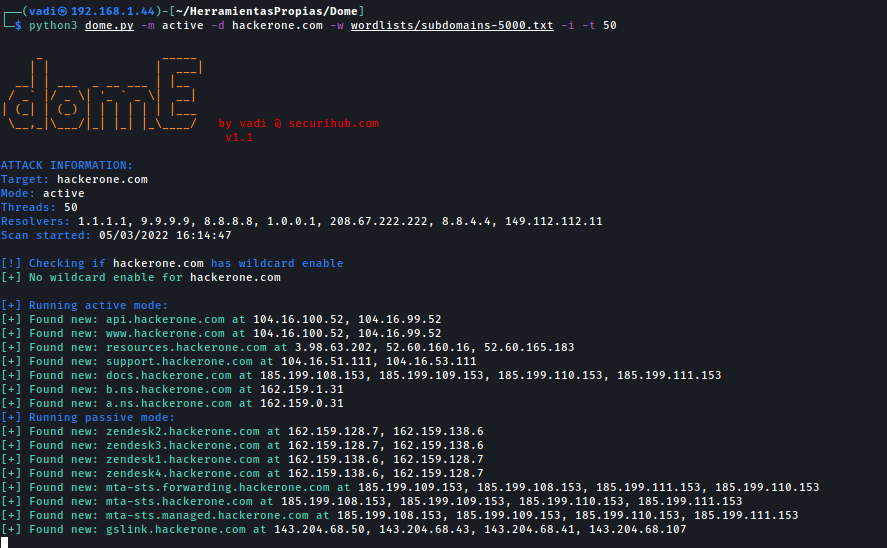 (vadi㉿192.168.1.44)-[~/HerramientasPropias/Dome]
$ python3 dome.py -m active -d hackerone.com -w wordlists/subdomains-5000.txt -i -t 50
dome
by vadi @ securihub.com
v1.1
ATTACK INFORMATION:
Target: hackerone.com
Mode: active
Threads: 50
Resolvers: 1.1.1.1, 9.9.9.9, 8.8.8.8, 1.0.0.1, 208.67.222.222, 8.8.4.4, 149.112.112.11
Scan started: 05/03/2022 16:14:47
[!] Checking if hackerone.com has wildcard enable
[+] No wildcard enable for hackerone.com
[+] Running active mode:
[+] Found new: api.hackerone.com at 104.16.100.52, 104.16.99.52
[+] Found new: www.hackerone.com at 104.16.100.52, 104.16.99.52
[+] Found new: resources.hackerone.com at 3.98.63.202, 52.60.160.16, 52.60.165.183
[+] Found new: support.hackerone.com at 104.16.51.111, 104.16.53.111
[+] Found new: docs.hackerone.com at 185.199.108.153, 185.199.109.153, 185.199.110.153, 185.199.111.153
[+] Found new: b.ns.hackerone.com at 162.159.1.31
[+] Found new: a.ns.hackerone.com at 162.159.0.31
[+] Running passive mode:
[+] Found new: zendesk2.hackerone.com at 162.159.128.7, 162.159.138.6
[+] Found new: zendesk3.hackerone.com at 162.159.128.7, 162.159.138.6
[+] Found new: zendesk1.hackerone.com at 162.159.138.6, 162.159.128.7
[+] Found new: zendesk4.hackerone.com at 162.159.138.6, 162.159.128.7
[+] Found new: mta-sts.forwarding.hackerone.com at 185.199.109.153, 185.199.108.153, 185.199.111.153, 185.199.110.153
[+] Found new: mta-sts.hackerone.com at 185.199.108.153, 185.199.109.153, 185.199.110.153, 185.199.111.153
[+] Found new: mta-sts.managed.hackerone.com at 185.199.108.153, 185.199.109.153, 185.199.110.153, 185.199.111.153
[+] Found new: gslink.hackerone.com at 143.204.68.50, 143.204.68.43, 143.204.68.41, 143.204.68.107